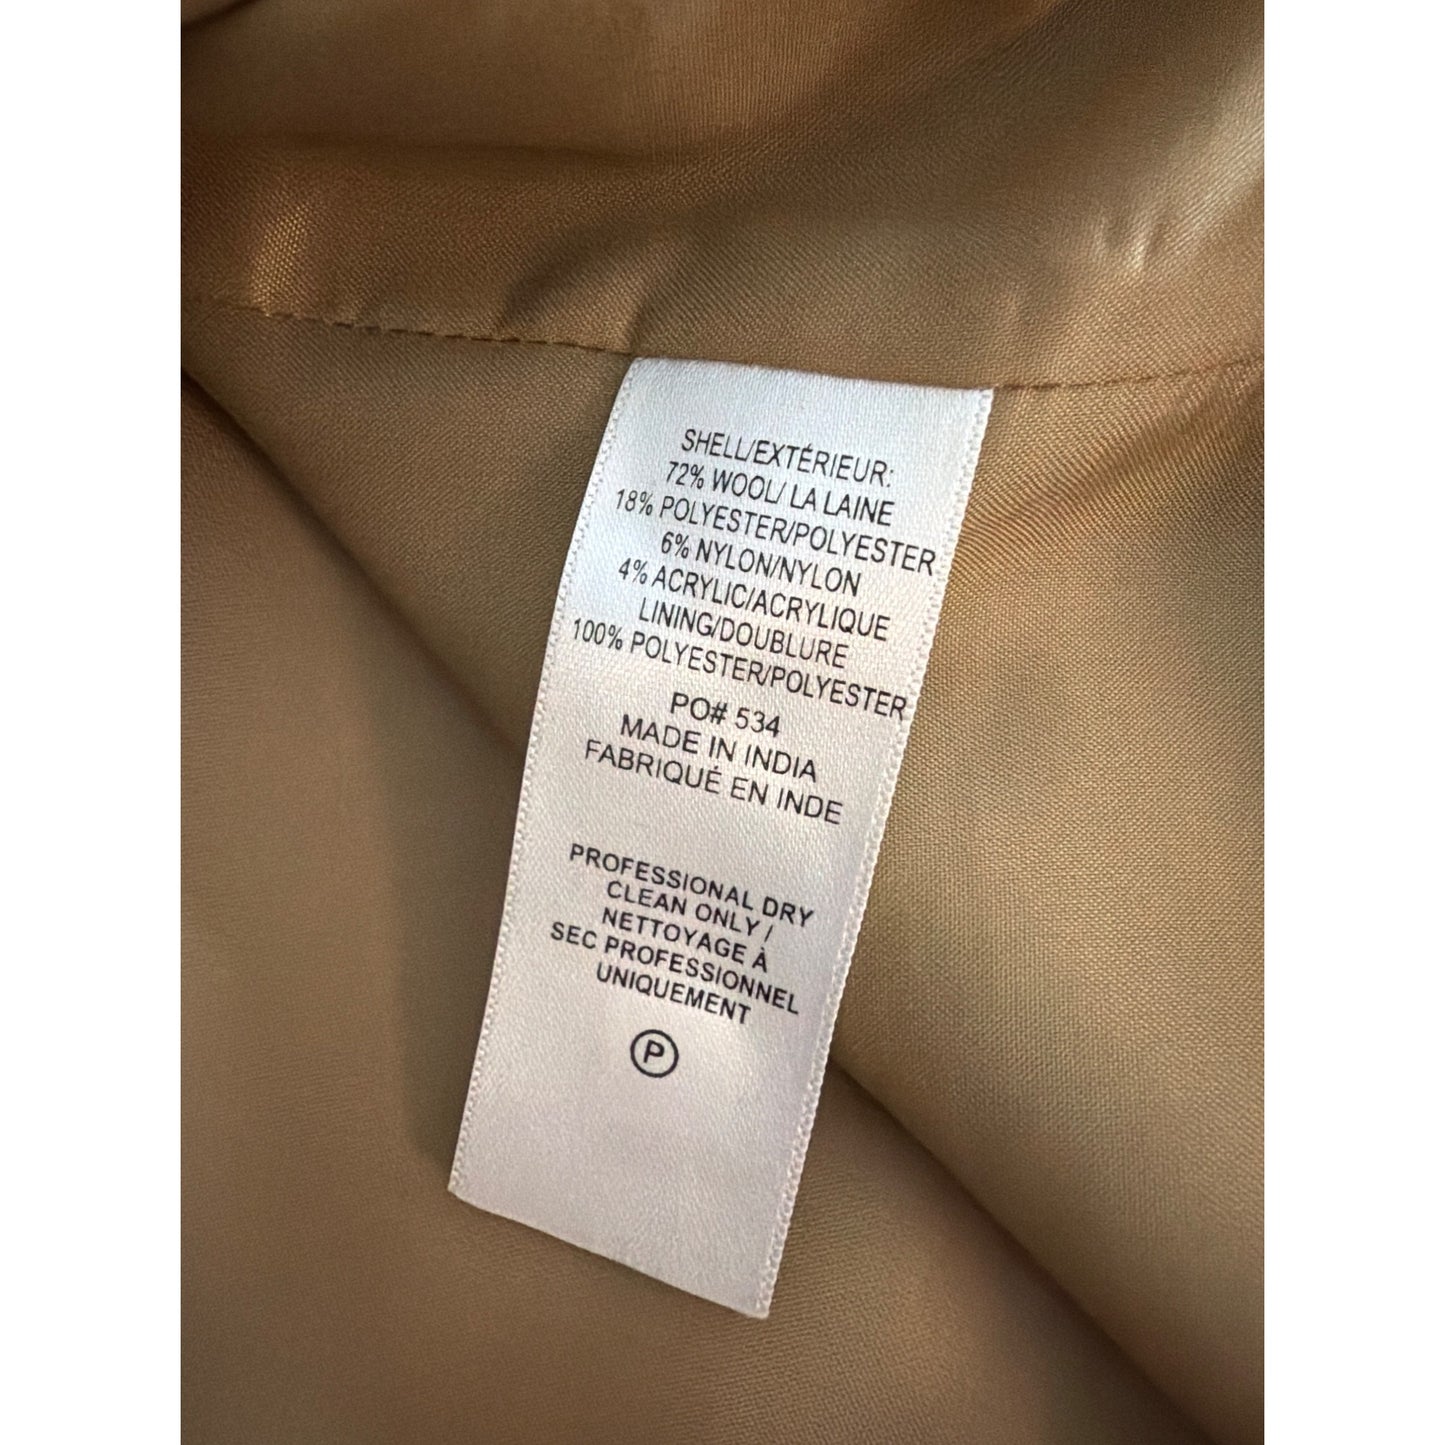 SHELL/EXTÉRIEUR:
72% WOOL/ LA LAINE
18% POLYESTER/POLYESTER
6% NYLON/NYLON
4% ACRYLIC/ACRYLIQUE
LINING/DOUBLURE
100% POLYESTER/POLYESTER
PO# 534
MADE IN INDIA
FABRIQUÉ EN INDE
PROFESSIONAL DRY
CLEAN ONLY /
NETTOYAGE À
SEC PROFESSIONNEL
UNIQUEMENT
P